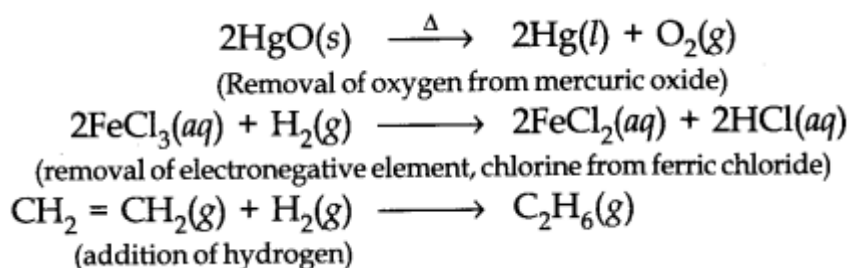 2HgO(s) —Δ→ 2Hg(l) + O₂(g)
(Removal of oxygen from mercuric oxide)
2FeCl₃(aq) + H₂(g) ⟶ 2FeCl₂(aq) + 2HCl(aq)
(removal of electronegative element, chlorine from ferric chloride)
CH₂ = CH₂(g) + H₂(g) ⟶ C₂H₆(g)
(addition of hydrogen)